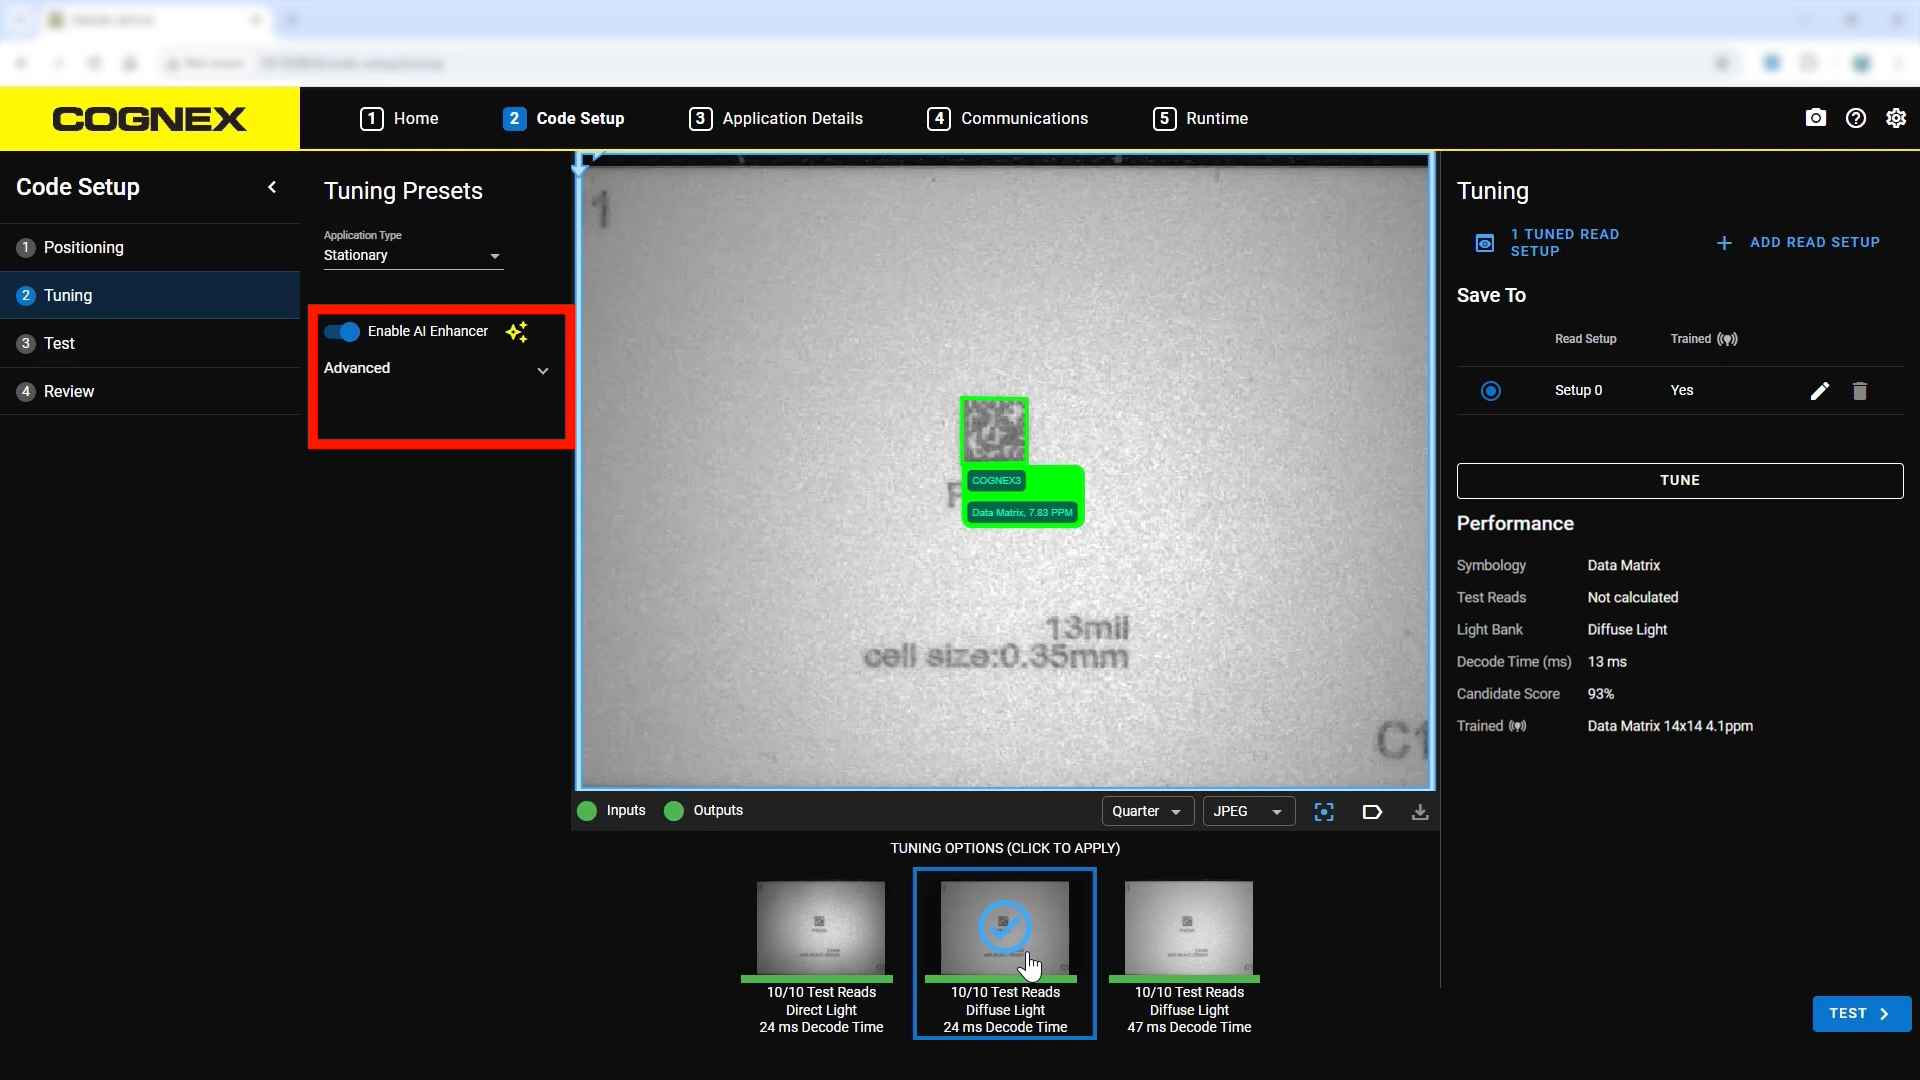 COGNEX
1 Home
2 Code Setup
3 Application Details
4 Communications
5 Runtime
Code Setup
1 Positioning
2 Tuning
3 Test
4 Review
Tuning Presets
Application Type
Stationary
Enable AI Enhancer
Advanced
1
COGNEX3
Data Matrix, 7.83 PPM
13mil
cell size:0.35mm
C1
Inputs
Outputs
Quarter
JPEG
TUNING OPTIONS (CLICK TO APPLY)
10/10 Test Reads
Direct Light
24 ms Decode Time
10/10 Test Reads
Diffuse Light
24 ms Decode Time
10/10 Test Reads
Diffuse Light
47 ms Decode Time
Tuning
1 TUNED READ
SETUP
ADD READ SETUP
Save To
Read Setup
Trained
Setup 0
Yes
TUNE
Performance
Symbology Data Matrix
Test Reads Not calculated
Light Bank Diffuse Light
Decode Time (ms) 13 ms
Candidate Score 93%
Trained Data Matrix 14x14 4.1ppm
TEST